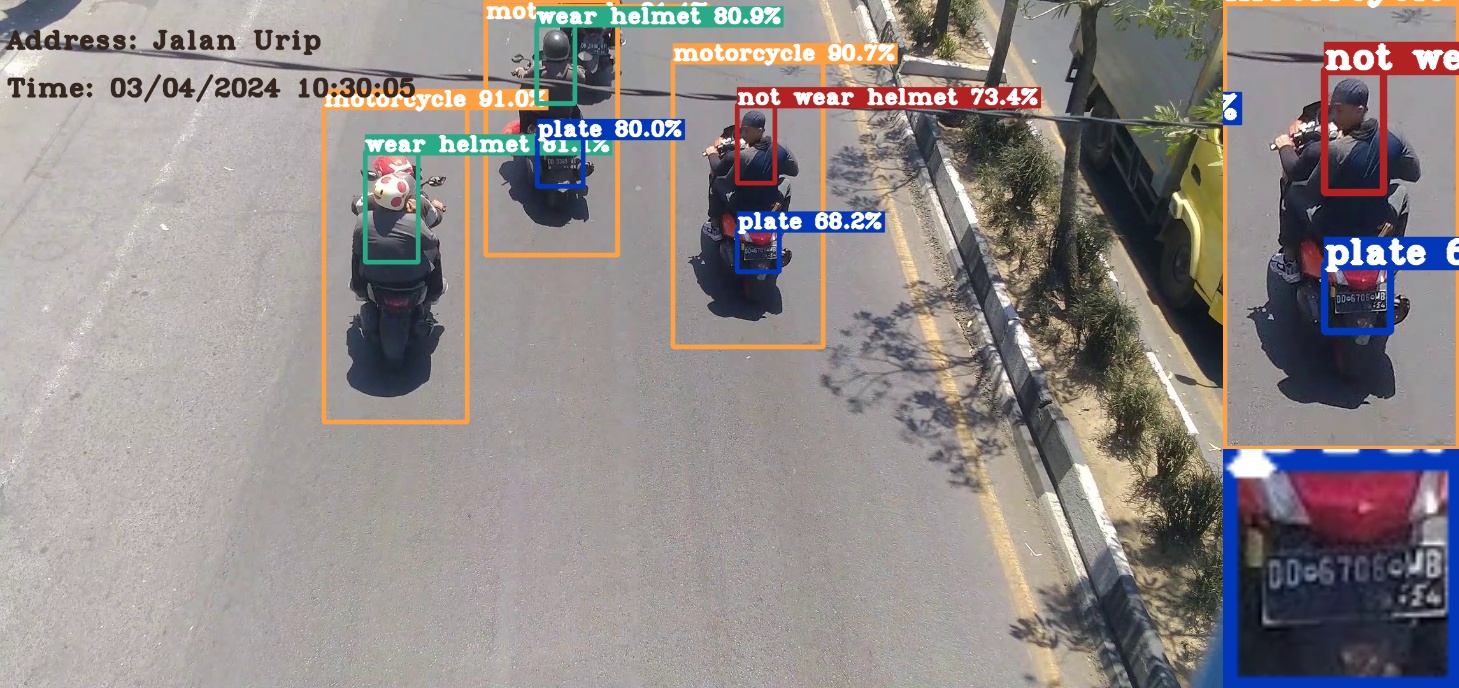 Address: Jalan Urip
Time: 03/04/2024 10:30:05
wear helmet 80.9%
motorcycle 90.7%
motorcycle 91.0%
not wear helmet 73.4%
plate 80.0%
wear helmet 81.1%
plate 68.2%
%
not we
plate 6
DD 6706 MB